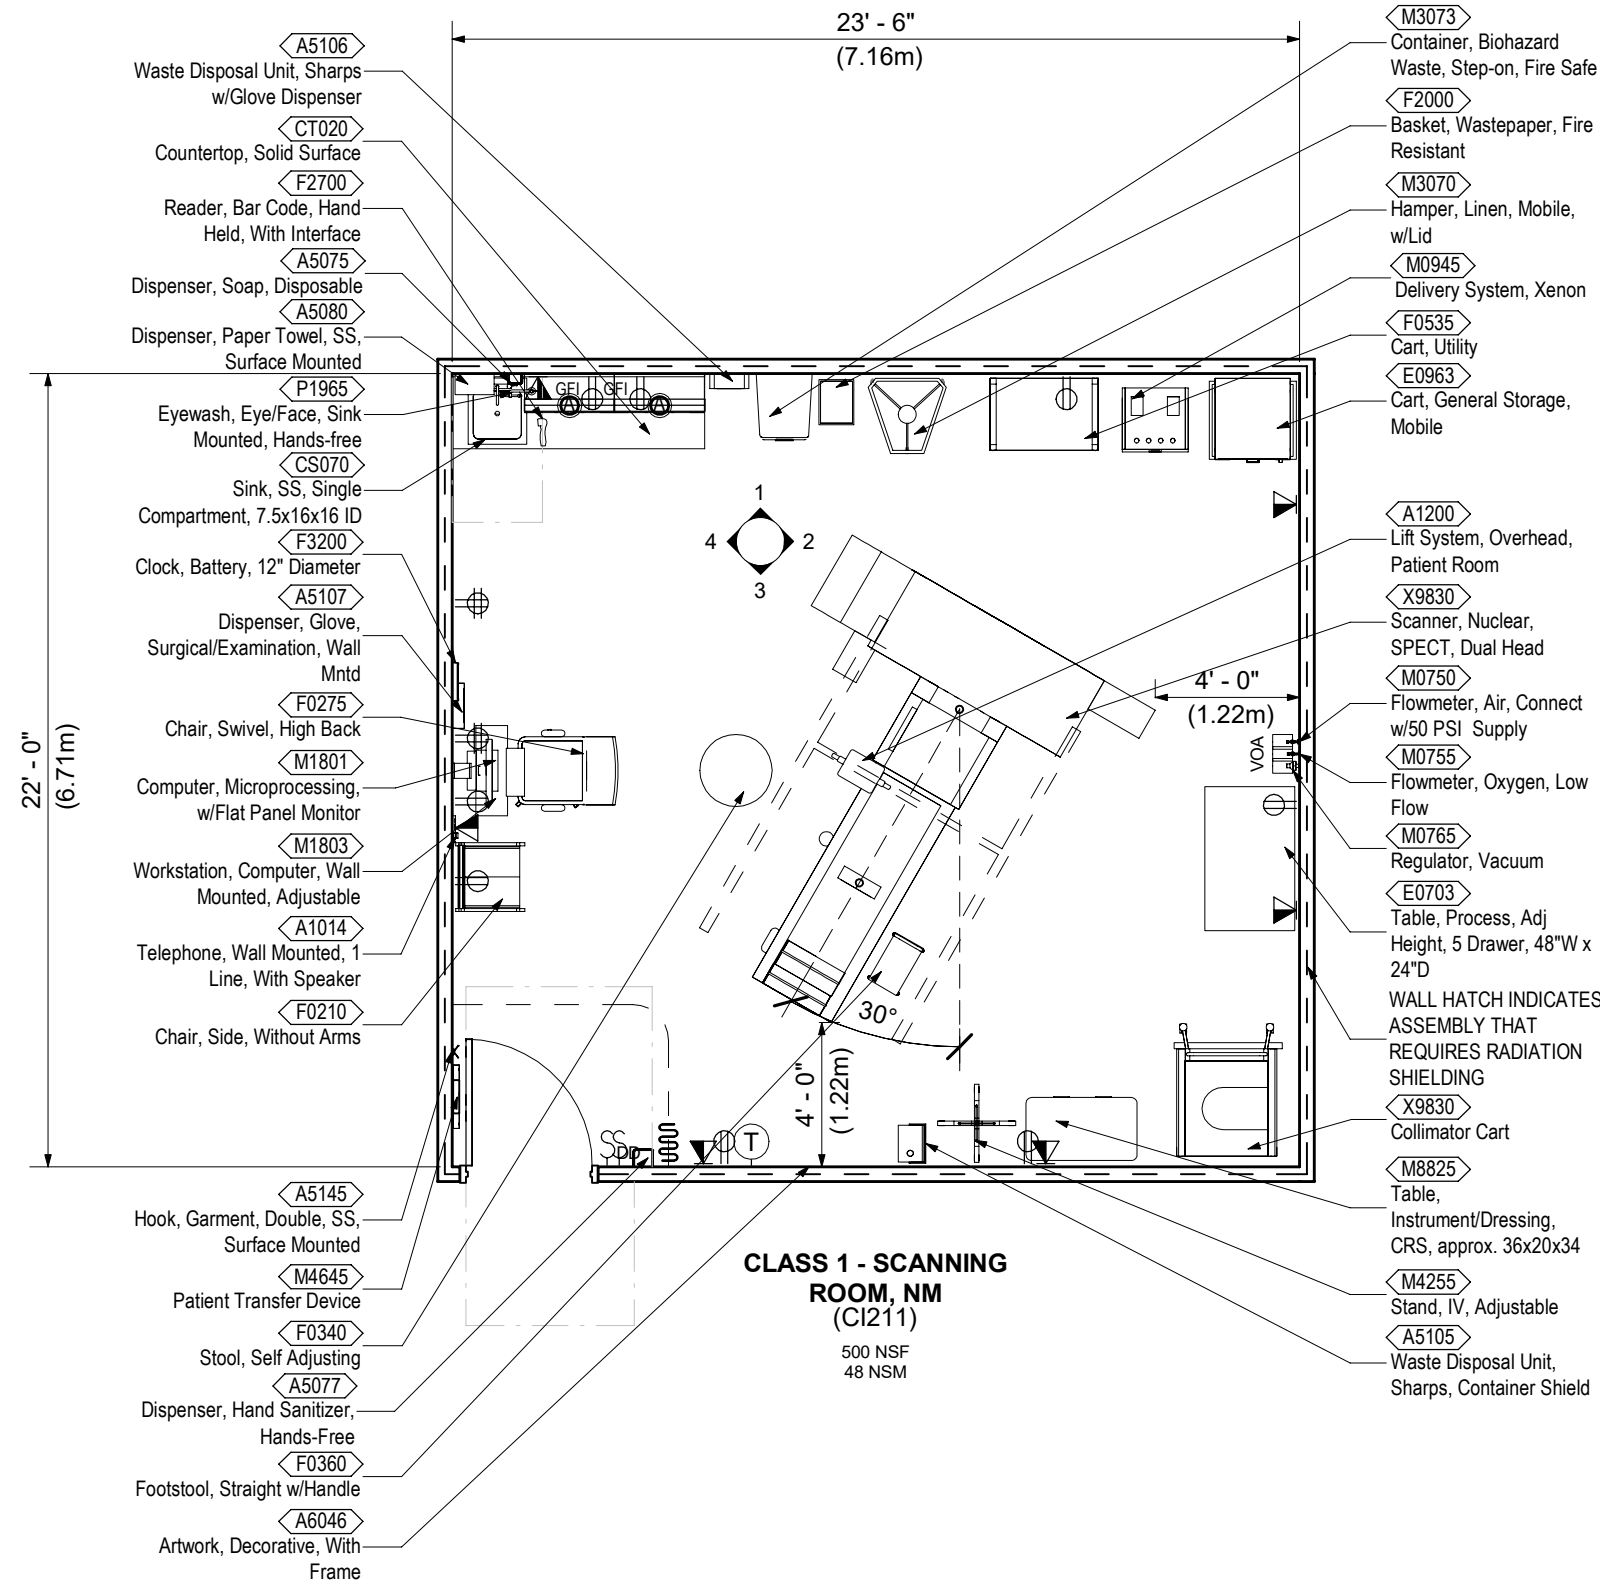 23' - 6"
(7.16m)
A5106
Waste Disposal Unit, Sharps
w/Glove Dispenser
CT020
Countertop, Solid Surface
F2700
Reader, Bar Code, Hand
Held, With Interface
A5075
Dispenser, Soap, Disposable
A5080
Dispenser, Paper Towel, SS,
Surface Mounted
P1965
Eyewash, Eye/Face, Sink
Mounted, Hands-free
CS070
Sink, SS, Single
Compartment, 7.5x16x16 ID
F3200
Clock, Battery, 12" Diameter
A5107
Dispenser, Glove,
Surgical/Examination, Wall
Mntd
F0275
Chair, Swivel, High Back
M1801
Computer, Microprocessing,
w/Flat Panel Monitor
M1803
Workstation, Computer, Wall
Mounted, Adjustable
A1014
Telephone, Wall Mounted, 1
Line, With Speaker
F0210
Chair, Side, Without Arms
22' - 0"
(6.71m)
A5145
Hook, Garment, Double, SS,
Surface Mounted
M4645
Patient Transfer Device
F0340
Stool, Self Adjusting
A5077
Dispenser, Hand Sanitizer,
Hands-Free
F0360
Footstool, Straight w/Handle
A6046
Artwork, Decorative, With
Frame
GFI GFI
A A
1
4 2
3
4' - 0"
(1.22m)
VOA
30°
4' - 0"
(1.22m)
T
CLASS 1 - SCANNING
ROOM, NM
(CI211)
500 NSF
48 NSM
M3073
Container, Biohazard
Waste, Step-on, Fire Safe
F2000
Basket, Wastepaper, Fire
Resistant
M3070
Hamper, Linen, Mobile,
w/Lid
M0945
Delivery System, Xenon
F0535
Cart, Utility
E0963
Cart, General Storage,
Mobile
A1200
Lift System, Overhead,
Patient Room
X9830
Scanner, Nuclear,
SPECT, Dual Head
M0750
Flowmeter, Air, Connect
w/50 PSI Supply
M0755
Flowmeter, Oxygen, Low
Flow
M0765
Regulator, Vacuum
E0703
Table, Process, Adj
Height, 5 Drawer, 48"W x
24"D
WALL HATCH INDICATES
ASSEMBLY THAT
REQUIRES RADIATION
SHIELDING
X9830
Collimator Cart
M8825
Table,
Instrument/Dressing,
CRS, approx. 36x20x34
M4255
Stand, IV, Adjustable
A5105
Waste Disposal Unit,
Sharps, Container Shield